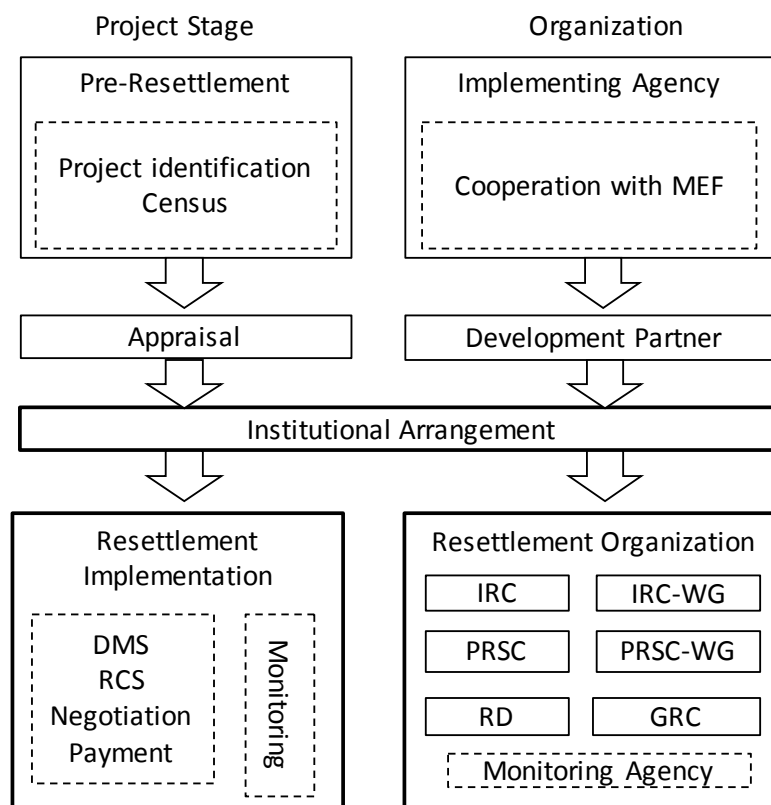 Project Stage
Organization
Pre-Resettlement
Implementing Agency
Project identification
Census
Cooperation with MEF
Appraisal
Development Partner
Institutional Arrangement
Resettlement
Implementation
DMS
RCS
Negotiation
Payment
Monitoring
Resettlement Organization
IRC
IRC-WG
PRSC
PRSC-WG
RD
GRC
Monitoring Agency